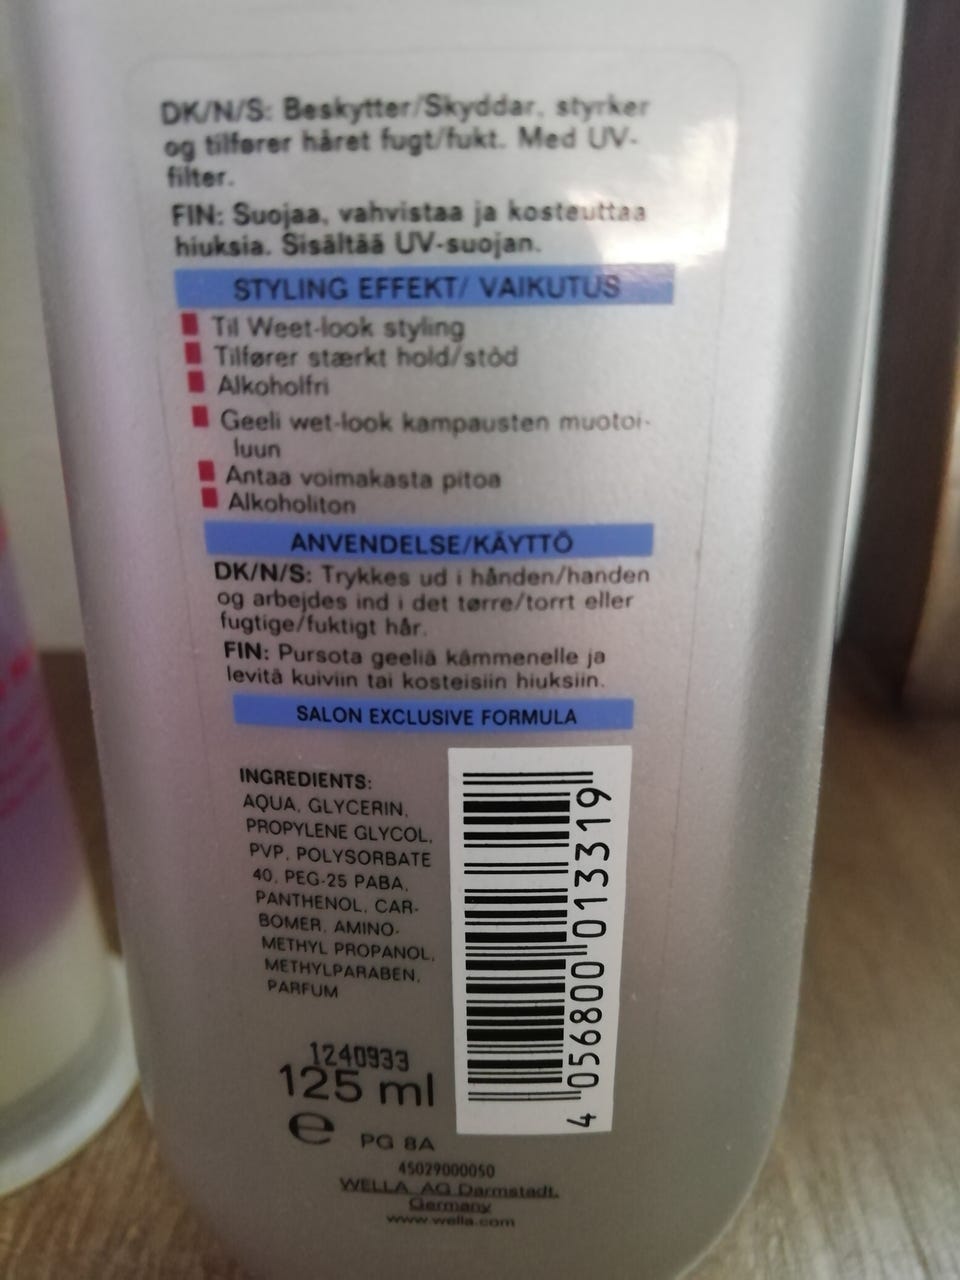 DK/N/S: Beskytter/Skyddar, styrker
og tilfører håret fugt/fukt. Med UV-
filter.
FIN: Suojaa, vahvistaa ja kosteuttaa
hiuksia. Sisältää UV-suojan.
STYLING EFFEKT/ VAIKUTUS
Til Weet-look styling
Tilfører stærkt hold/stöd
Alkoholfri
Geeli wet-look kampausten muotoi-
luun
Antaa voimakasta pitoa
Alkoholiton
ANVENDELSE/KÄYTTÖ
DK/N/S: Trykkes ud i hånden/handen
og arbejdes ind i det tørre/torrt eller
fugtige/fuktigt hår.
FIN: Pursota geeliä kämmenelle ja
levitä kuiviin tai kosteisiin hiuksiin.
SALON EXCLUSIVE FORMULA
INGREDIENTS:
AQUA, GLYCERIN,
PROPYLENE GLYCOL,
PVP, POLYSORBATE
40, PEG-25 PABA,
PANTHENOL, CAR-
BOMER, AMINO-
METHYL PROPANOL,
METHYLPARABEN,
PARFUM
4 056800 013319
1240933
125 ml
e PG 8A
45029000050
WELLA AG Darmstadt,
Germany
www.wella.com